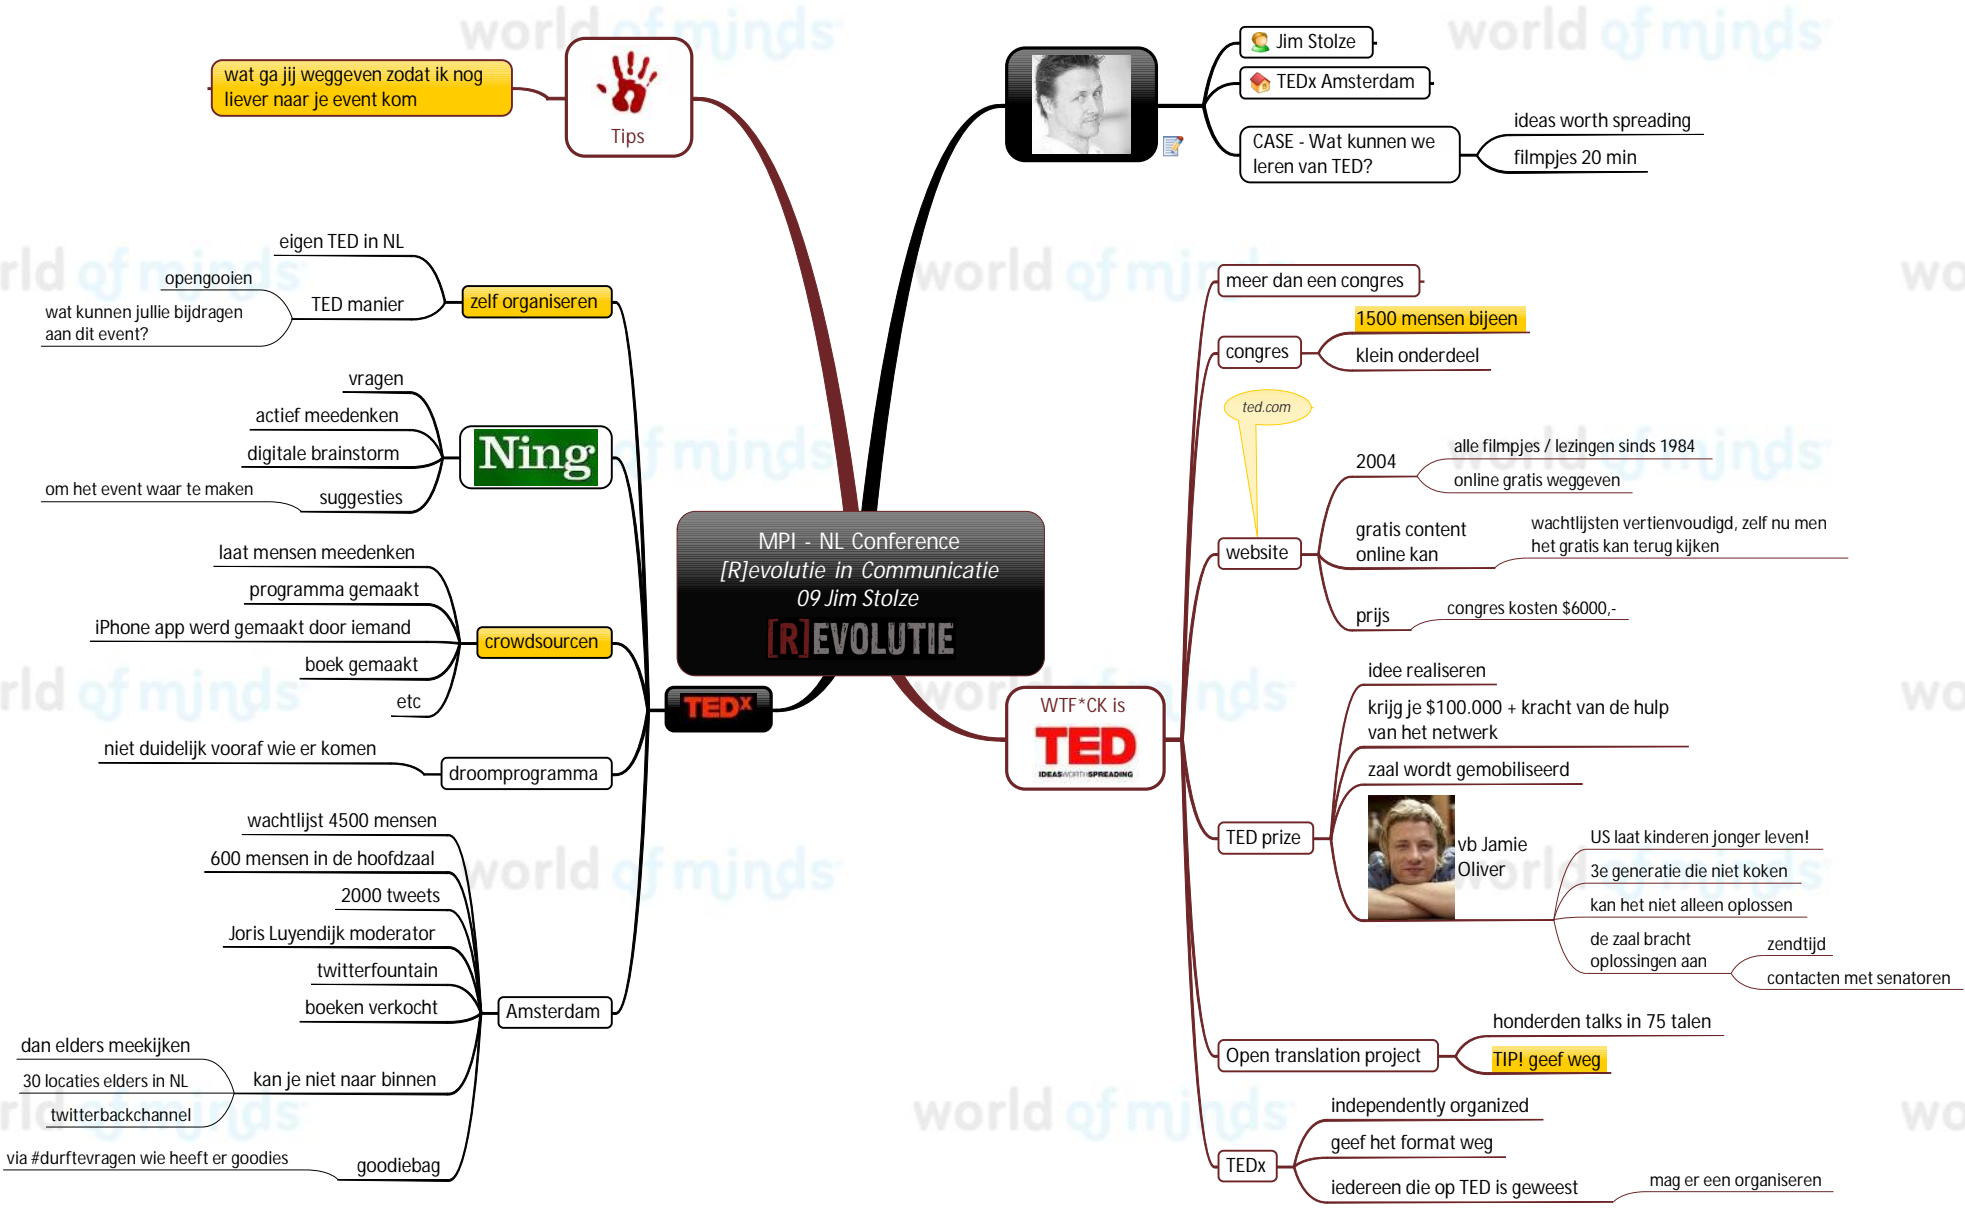 world of minds
world of minds
wat ga jij weggeven zodat ik nog
liever naar je event kom
Tips
Jim Stolze
TEDx Amsterdam
CASE - Wat kunnen we
leren van TED?
ideas worth spreading
filmpjes 20 min
eigen TED in NL
opengooien
wat kunnen jullie bijdragen
aan dit event?
TED manier
zelf organiseren
vragen
actief meedenken
digitale brainstorm
om het event waar te maken
suggesties
Ning
laat mensen meedenken
programma gemaakt
iPhone app werd gemaakt door iemand
boek gemaakt
etc
crowdsourcen
niet duidelijk vooraf wie er komen
droomprogramma
wachtlijst 4500 mensen
600 mensen in de hoofdzaal
2000 tweets
Joris Luyendijk moderator
twitterfountain
boeken verkocht
dan elders meekijken
30 locaties elders in NL
twitterbackchannel
kan je niet naar binnen
via #durftevragen wie heeft er goodies
goodiebag
Amsterdam
TEDx
MPI - NL Conference
[R]evolutie in Communicatie
09 Jim Stolze
[R]EVOLUTIE
WTF*CK is
TED
IDEAS WORTH SPREADING
meer dan een congres
congres
1500 mensen bijeen
klein onderdeel
ted.com
website
2004
alle filmpjes / lezingen sinds 1984
online gratis weggeven
gratis content
online kan
wachtlijsten vertienvoudigd, zelf nu men
het gratis kan terug kijken
prijs
congres kosten $6000,-
TED prize
idee realiseren
krijg je $100.000 + kracht van de hulp
van het netwerk
zaal wordt gemobiliseerd
vb Jamie
Oliver
US laat kinderen jonger leven!
3e generatie die niet koken
kan het niet alleen oplossen
de zaal bracht
oplossingen aan
zendtijd
contacten met senatoren
Open translation project
honderden talks in 75 talen
TIP! geef weg
TEDx
independently organized
geef het format weg
iedereen die op TED is geweest
mag er een organiseren